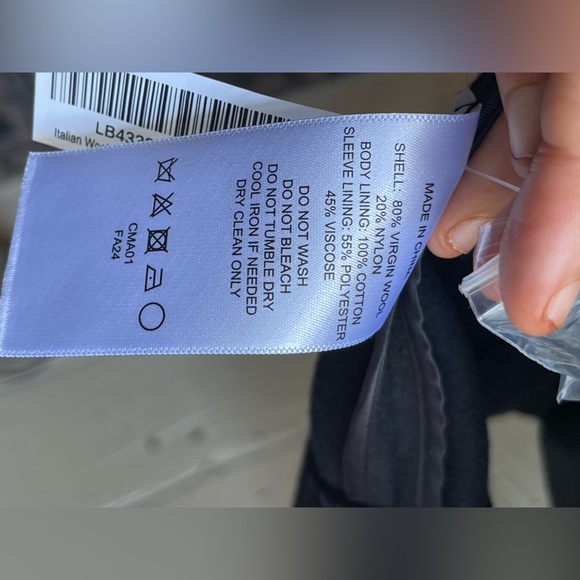 MADE IN CHINA
SHELL: 80% VIRGIN WOOL
20% NYLON
BODY LINING: 100% COTTON
SLEEVE LINING: 55% POLYESTER
45% VISCOSE
DO NOT WASH
DO NOT BLEACH
DO NOT TUMBLE DRY
COOL IRON IF NEEDED
DRY CLEAN ONLY
CMA01
FA24
Italian